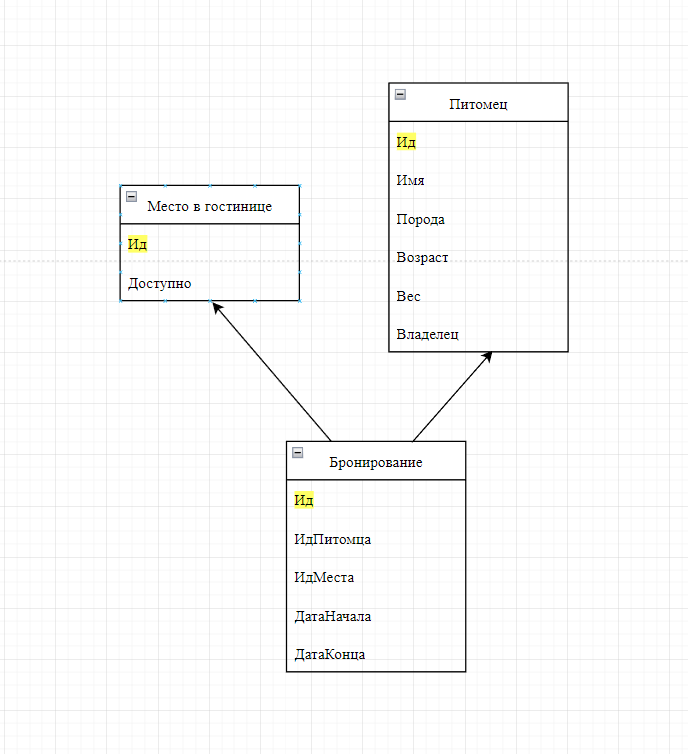 Питомец
Ид
Имя
Порода
Возраст
Вес
Владелец
Место в гостинице
Ид
Доступно
Бронирование
Ид
ИдПитомца
ИдМеста
ДатаНачала
ДатаКонца